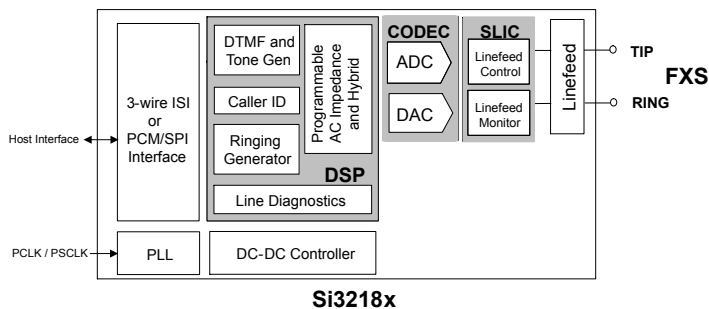 Host Interface
PCLK / PSCLK
3-wire ISI
or
PCM/SPI
Interface
PLL
DTMF and
Tone Gen
Caller ID
Ringing
Generator
Programmable
AC Impedance
and Hybrid
DSP
Line Diagnostics
DC-DC Controller
CODEC
ADC
DAC
SLIC
Linefeed
Control
Linefeed
Monitor
Linefeed
TIP
FXS
RING
Si3218x